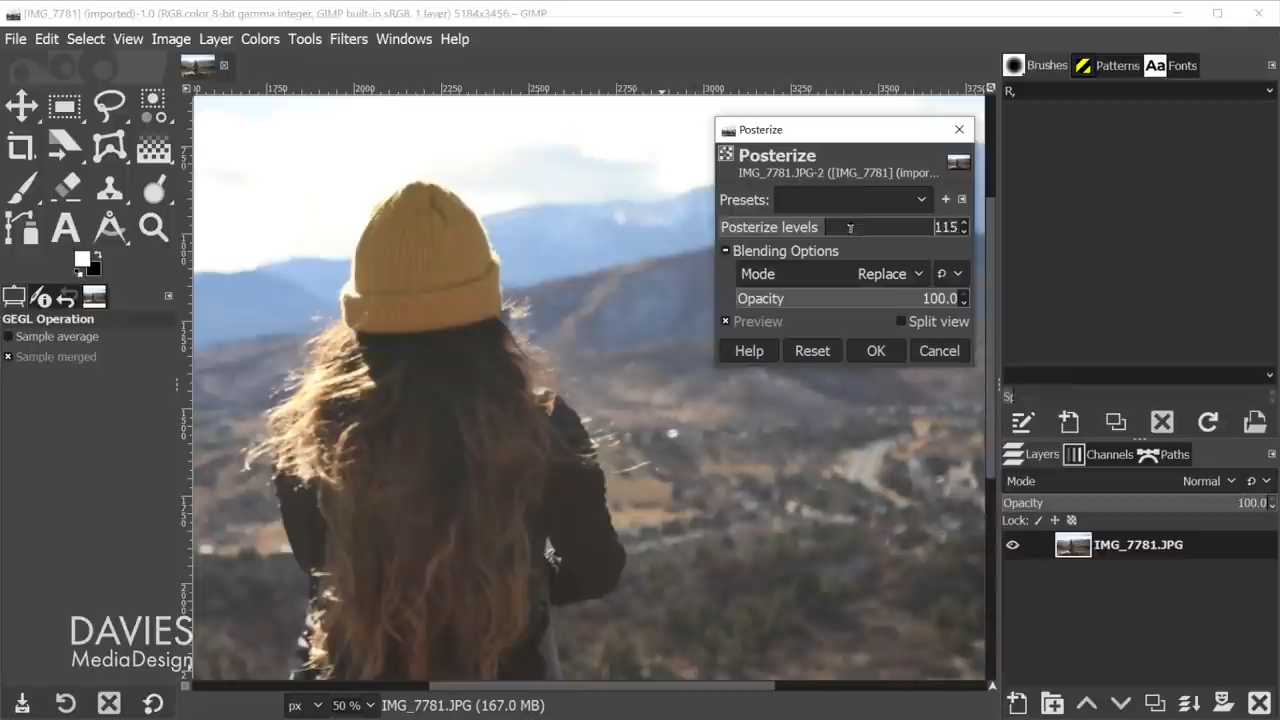 [IMG_7781] (imported)-1.0 (RGB color 8-bit gamma integer, GIMP built-in sRGB, 1 layer) 5184x3456 – GIMP
File Edit Select View Image Layer Colors Tools Filters Windows Help
Brushes Patterns Aa Fonts
1750 2000 2250 2500 2750 3000 3250 3500
Posterize
Posterize
IMG_7781.JPG-2 ([IMG_7781] (impor...
Presets:
Posterize levels 115
Blending Options
Mode Replace
Opacity 100.0
Preview Split view
Help Reset OK Cancel
GEGL Operation
Sample average
Sample merged
Layers Channels Paths
Mode Normal
Opacity 100.0
Lock:
IMG_7781.JPG
DAVIES
MediaDesign
px 50 % IMG_7781.JPG (167.0 MB)